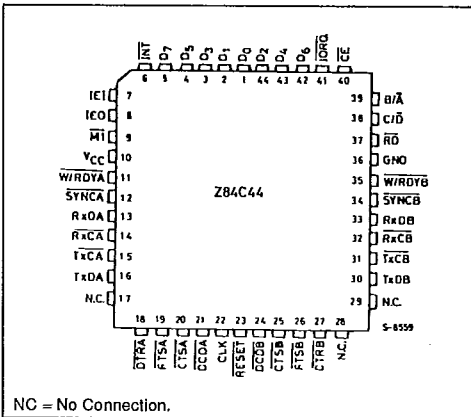 INT D7 D5 D3 D1 D0 D2 D4 D6 IORQ CE
6 5 4 3 2 1 44 43 42 41 40
IEI 7
IEO 8
M1 9
VCC 10
W/RDYA 11
SYNCA 12
RxDA 13
RxCA 14
TxCA 15
TxDA 16
N.C. 17
Z84C44
39 B/A
38 C/D
37 RD
36 GND
35 W/RDYB
34 SYNCB
33 RxDB
32 RxCB
31 TxCB
30 TxDB
29 N.C.
S-8559
18 19 20 21 22 23 24 25 26 27 28
DTRA RTSA CTSA DCDA CLK RESET DCDB CTSB RTSB DTRB N.C.
NC = No Connection.